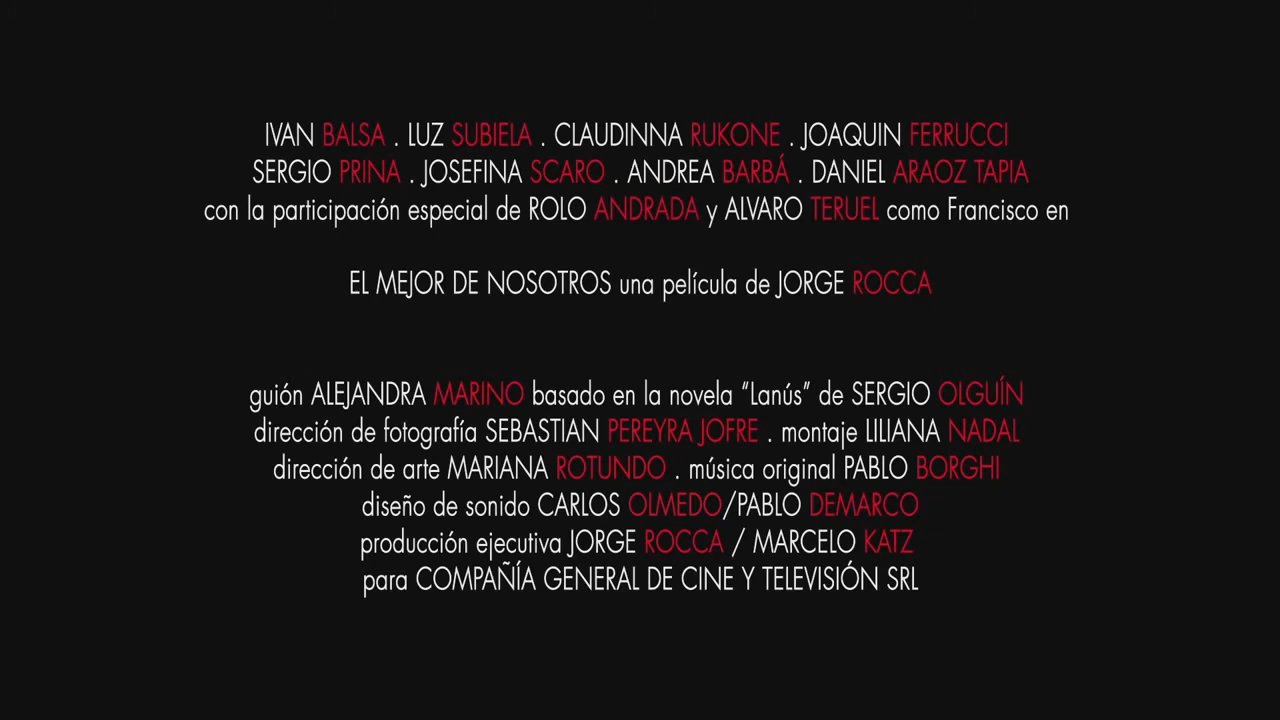 IVAN BALSA . LUZ SUBIELA . CLAUDINNA RUKONE . JOAQUIN FERRUCCI
SERGIO PRINA . JOSEFINA SCARO . ANDREA BARBÁ . DANIEL ARAOZ TAPIA
con la participación especial de ROLO ANDRADA y ALVARO TERUEL como Francisco en
EL MEJOR DE NOSOTROS una película de JORGE ROCCA
guión ALEJANDRA MARINO basado en la novela “Lanús” de SERGIO OLGUÍN
dirección de fotografía SEBASTIAN PEREYRA JOFRE . montaje LILIANA NADAL
dirección de arte MARIANA ROTUNDO . música original PABLO BORGHI
diseño de sonido CARLOS OLMEDO/PABLO DEMARCO
producción ejecutiva JORGE ROCCA / MARCELO KATZ
para COMPAÑÍA GENERAL DE CINE Y TELEVISIÓN SRL